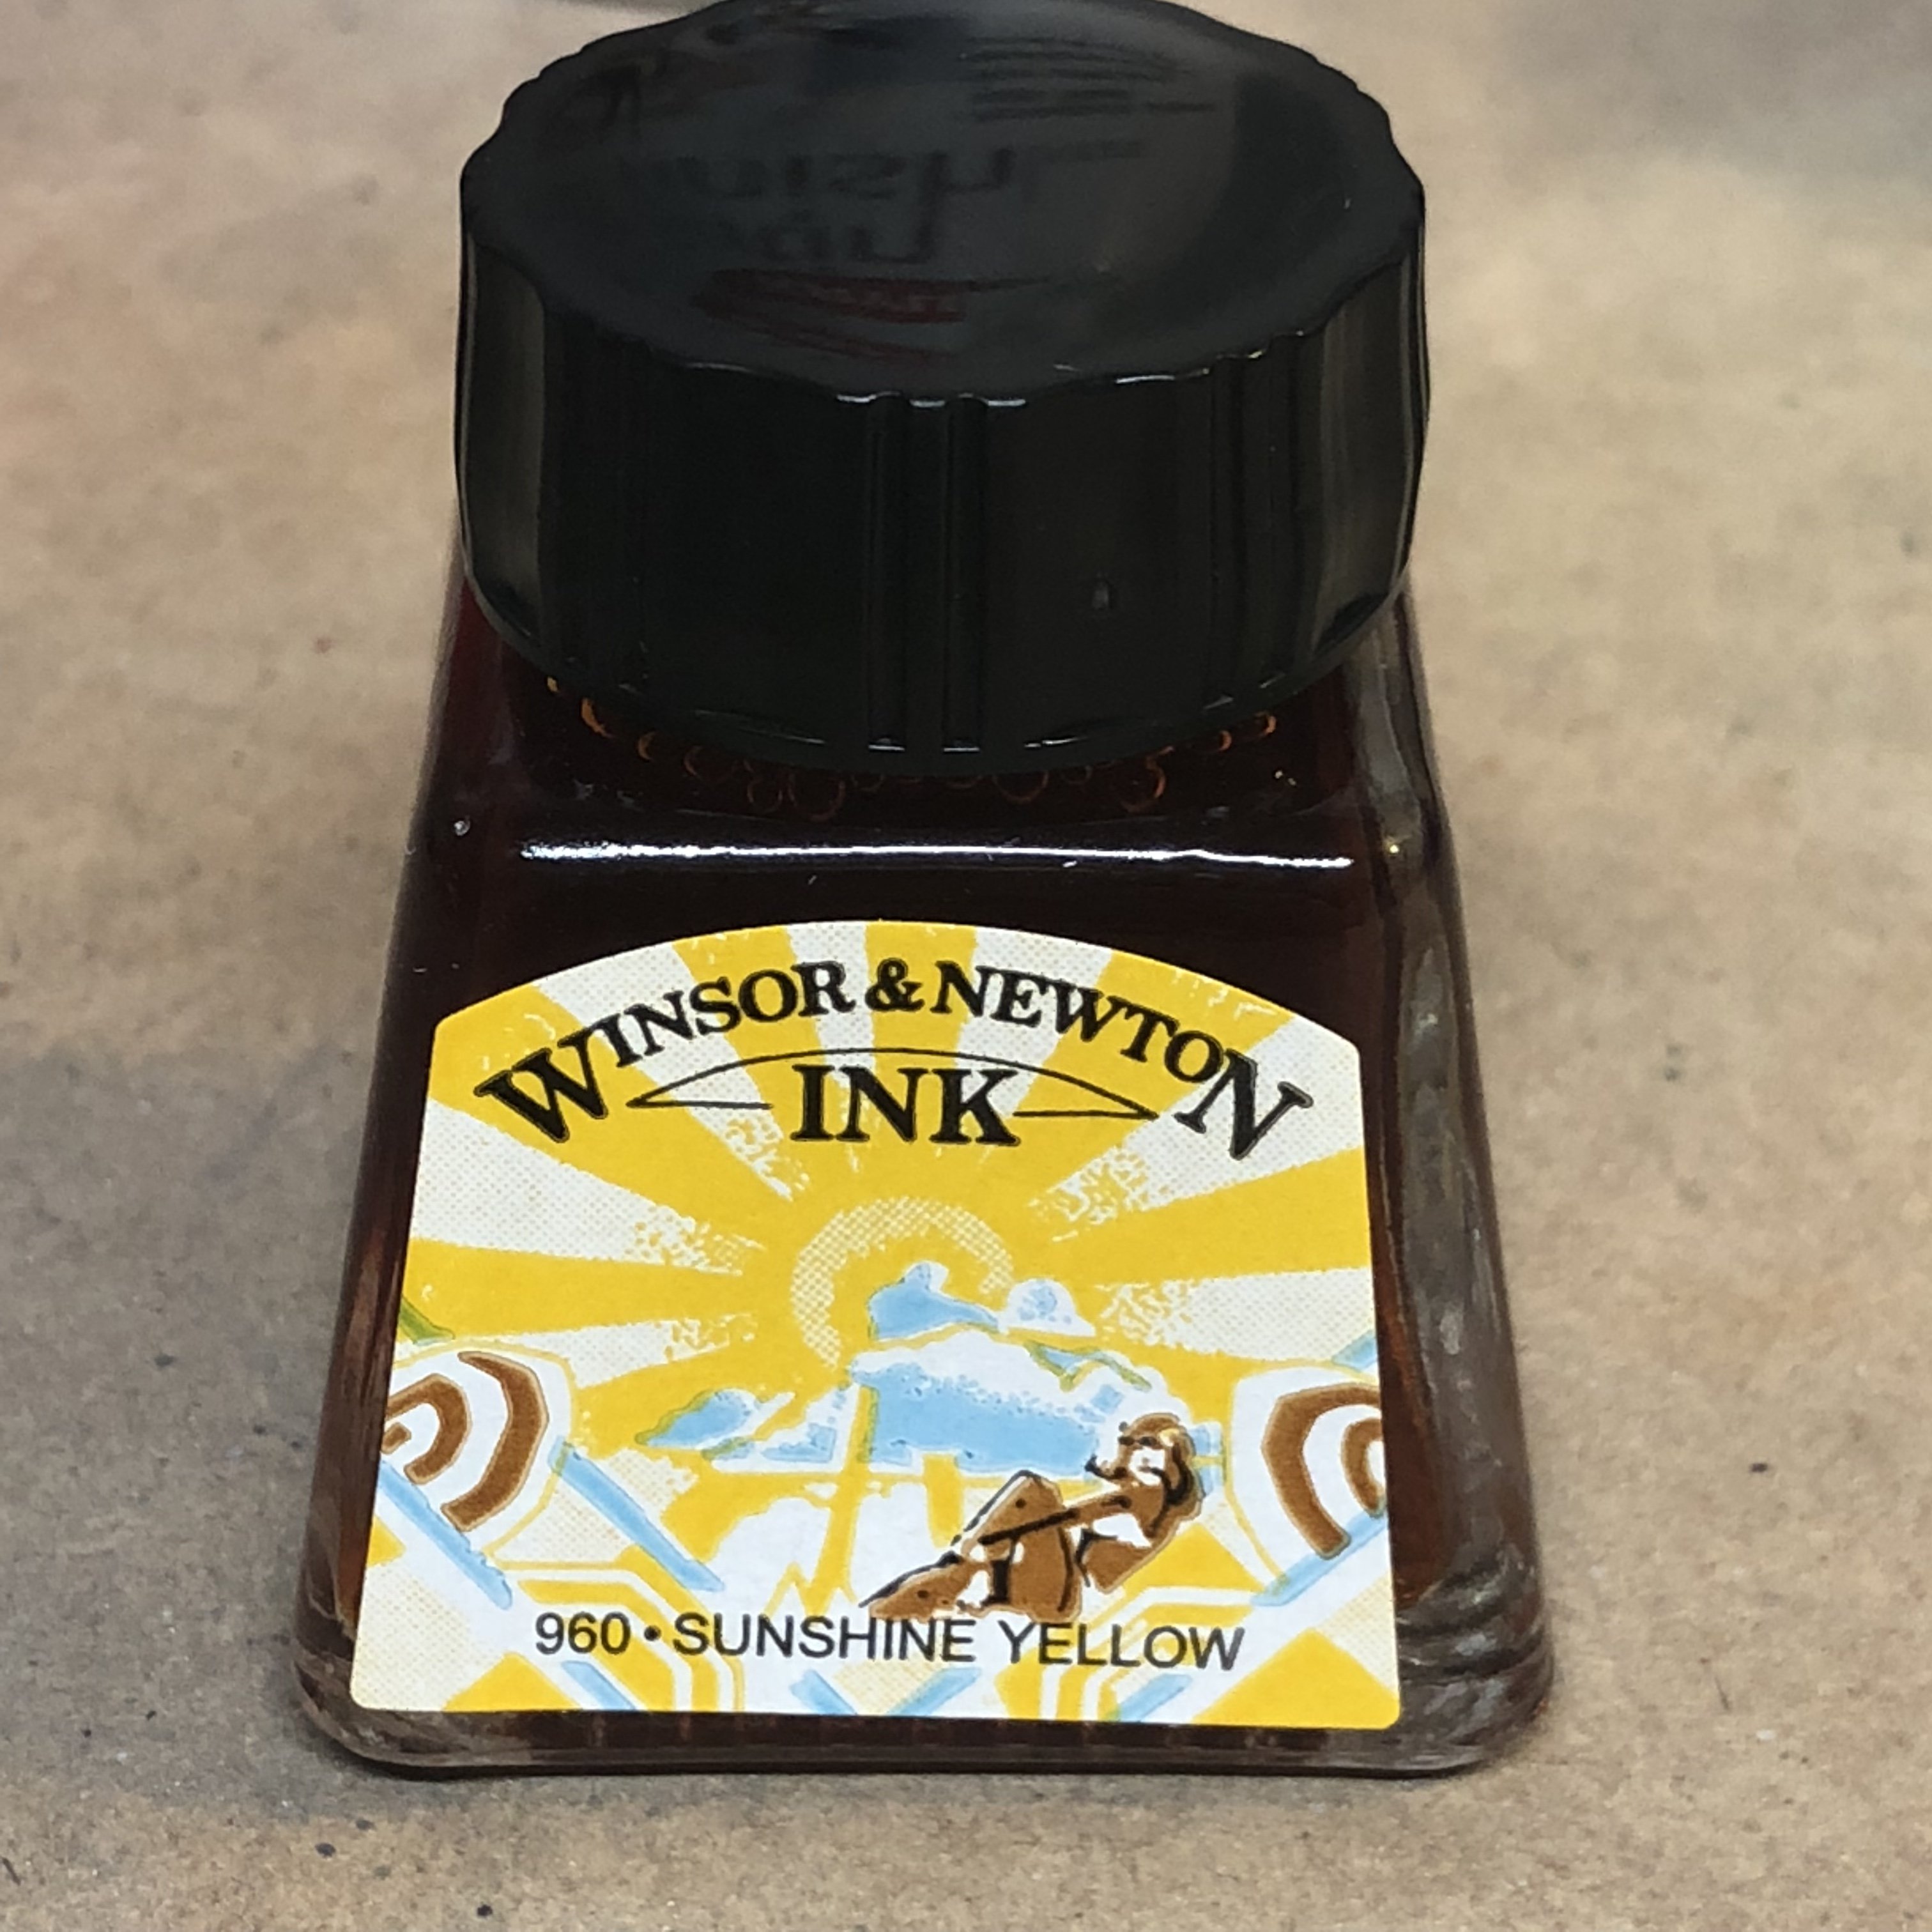 WINSOR & NEWTON
INK
960 • SUNSHINE YELLOW